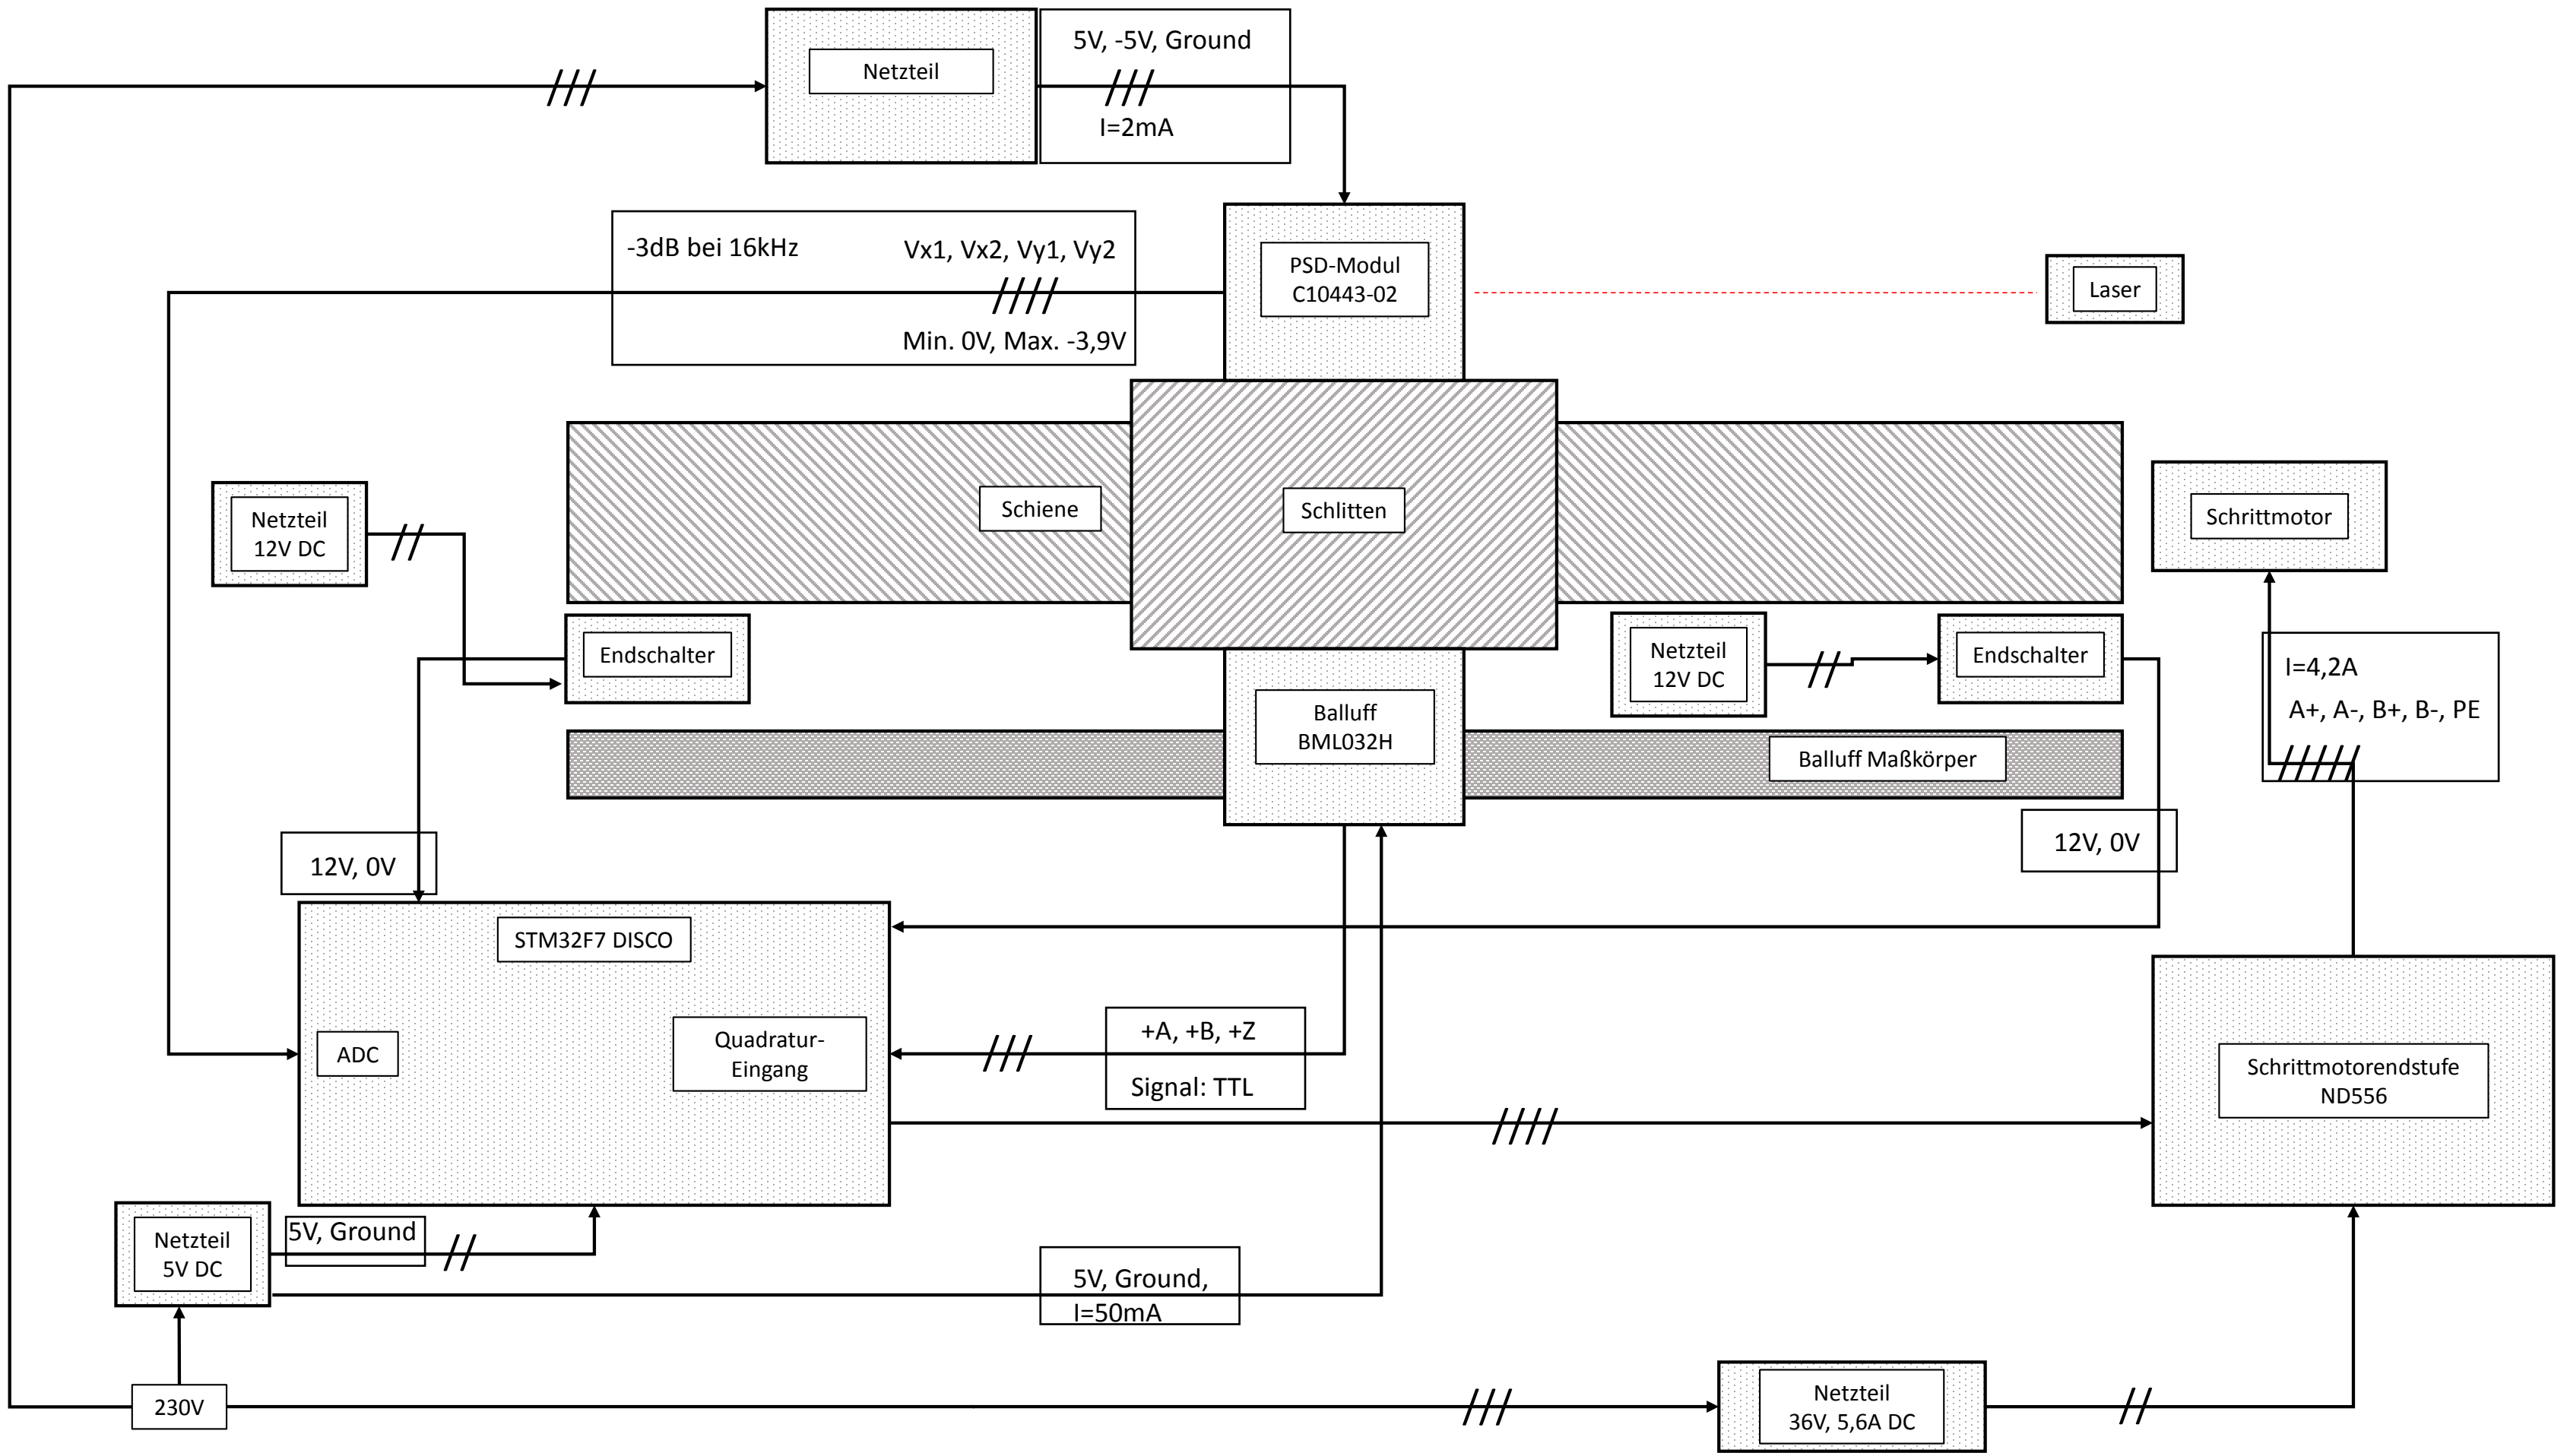 5V, -5V, Ground
Netzteil
I=2mA
-3dB bei 16kHz
Vx1, Vx2, Vy1, Vy2
PSD-Modul
C10443-02
Laser
Min. 0V, Max. -3,9V
Netzteil
12V DC
Schiene
Schlitten
Schrittmotor
Endschalter
Netzteil
12V DC
Endschalter
I=4,2A
A+, A-, B+, B-, PE
Balluff
BML032H
Balluff Maßkörper
12V, 0V
12V, 0V
STM32F7 DISCO
ADC
Quadratur-
Eingang
+A, +B, +Z
Signal: TTL
Schrittmotorendstufe
ND556
Netzteil
5V DC
5V, Ground
5V, Ground,
I=50mA
230V
Netzteil
36V, 5,6A DC